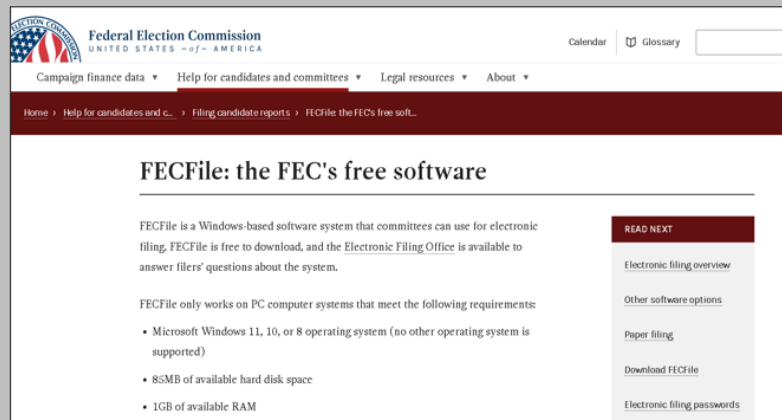 ELECTION COMMISSION
Federal Election Commission
UNITED STATES —of— AMERICA
Calendar
Glossary
Campaign finance data ▼
Help for candidates and committees ▼
Legal resources ▼
About ▼
Home › Help for candidates and c... › Filing candidate reports › FECFile: the FEC's free soft...
FECFile: the FEC's free software
FECFile is a Windows-based software system that committees can use for electronic
filing. FECFile is free to download, and the Electronic Filing Office is available to
answer filers' questions about the system.
FECFile only works on PC computer systems that meet the following requirements:
• Microsoft Windows 11, 10, or 8 operating system (no other operating system is
supported)
• 85MB of available hard disk space
• 1GB of available RAM
READ NEXT
Electronic filing overview
Other software options
Paper filing
Download FECFile
Electronic filing passwords